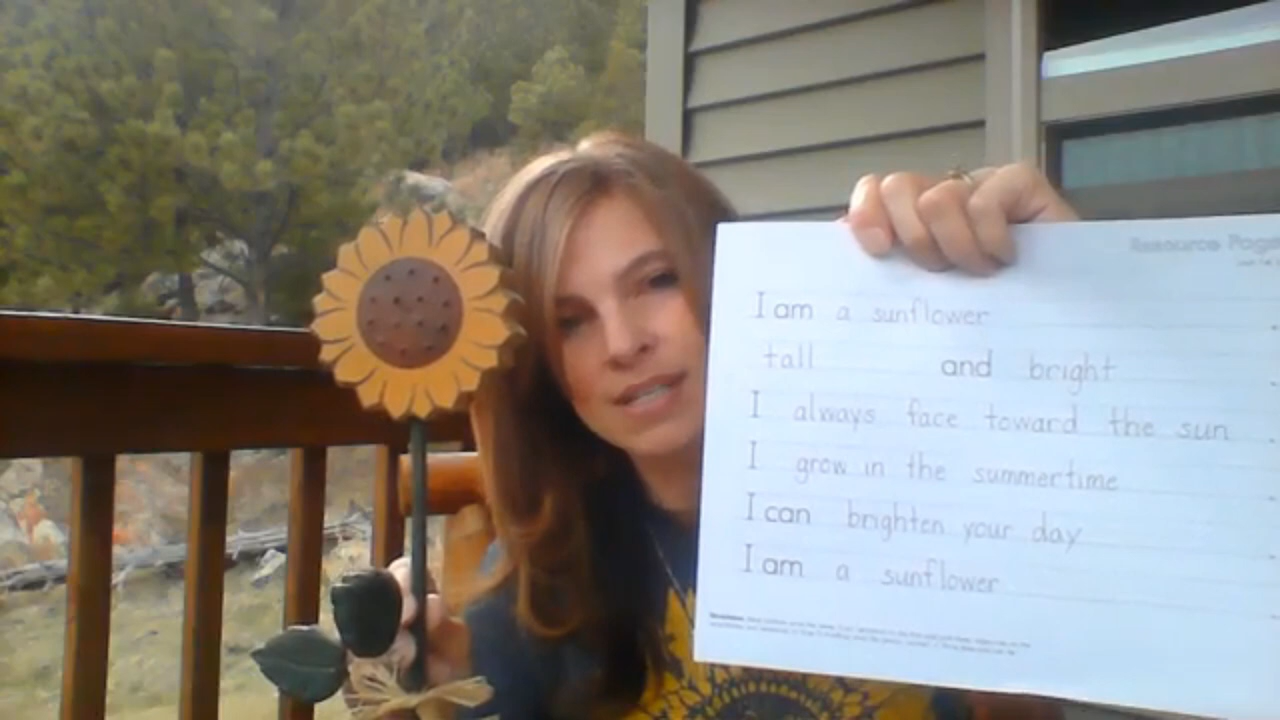 Resource Page
I am a sunflower
tall and bright
I always face toward the sun
I grow in the summertime
I can brighten your day
I am a sunflower